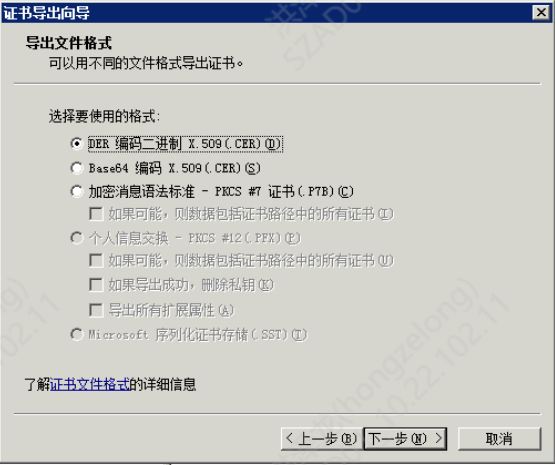 证书导出向导
导出文件格式
可以用不同的文件格式导出证书。
选择要使用的格式:
DER 编码二进制 X.509(.CER)(D)
Base64 编码 X.509(.CER)(S)
加密消息语法标准 - PKCS #7 证书(.P7B)(C)
如果可能，则数据包括证书路径中的所有证书(I)
个人信息交换 - PKCS #12(.PFX)(P)
如果可能，则数据包括证书路径中的所有证书(U)
如果导出成功，删除私钥(K)
导出所有扩展属性(A)
Microsoft 序列化证书存储(.SST)(T)
了解证书文件格式的详细信息
< 上一步(B) 下一步(N) > 取消